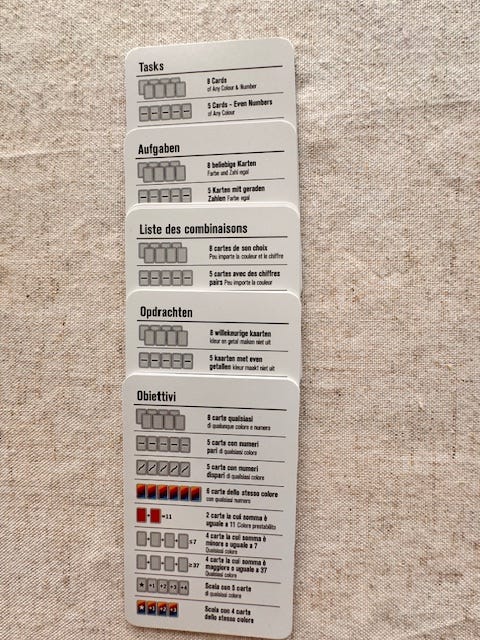 Tasks
8 Cards
of Any Colour & Number
5 Cards - Even Numbers
of Any Colour
Aufgaben
8 beliebige Karten
Farbe und Zahl egal
5 Karten mit geraden
Zahlen Farbe egal
Liste des combinaisons
8 cartes de son choix
Peu importe la couleur et le chiffre
5 cartes avec des chiffres
pairs Peu importe la couleur
Opdrachten
8 willekeurige kaarten
kleur en getal maken niet uit
5 kaarten met even
getallen kleur maakt niet uit
Obiettivi
8 carte qualsiasi
di qualunque colore e numero
5 carte con numeri
pari di qualsiasi colore
5 carte con numeri
dispari di qualsiasi colore
6 carte dello stesso colore
con qualsiasi numero
+ =11
2 carte la cui somma è
uguale a 11 Colore prestabilito
+ + + ≤7
4 carte la cui somma è
minore o uguale a 7
Qualsiasi colore
+ + + ≥37
4 carte la cui somma è
maggiore o uguale a 37
Qualsiasi colore
★ +1 +2 +3 +4
Scala con 5 carte
di qualsiasi colore
★ +1 +2 +3
Scala con 4 carte
dello stesso colore